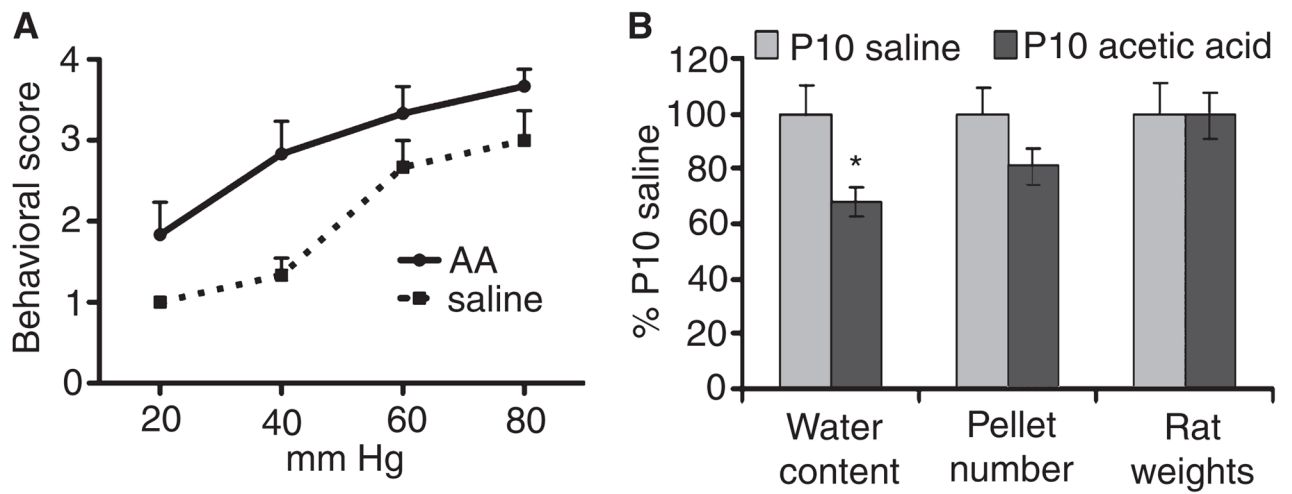 A
Behavioral score
4
3
2
1
0
20 40 60 80
mm Hg
AA
saline
B
P10 saline P10 acetic acid
% P10 saline
120
100
80
60
40
20
0
*
Water
content
Pellet
number
Rat
weights